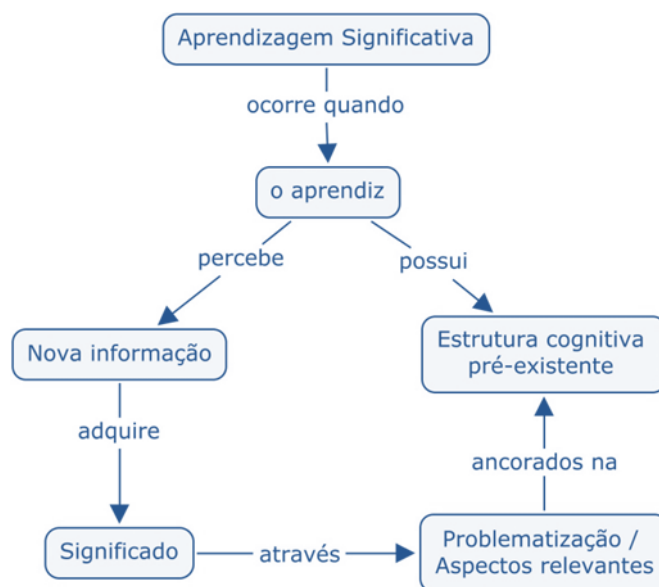 Aprendizagem Significativa
ocorre quando
o aprendiz
percebe
possui
Nova informação
Estrutura cognitiva
pré-existente
adquire
ancorados na
Significado
através
Problematização /
Aspectos relevantes